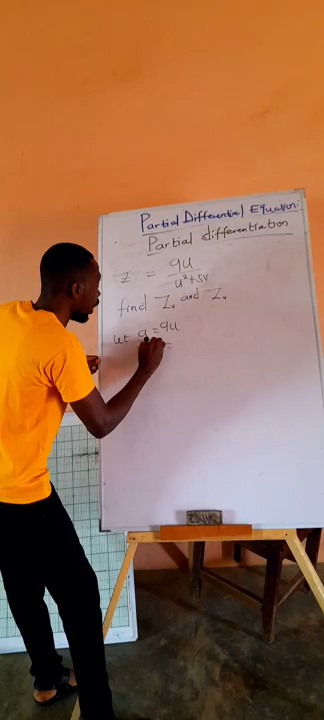 Partial Differential Equation:
Partial differentiation
Z = 9u / u²+5v
find Zᵥ and Zᵤ
let g = 9u